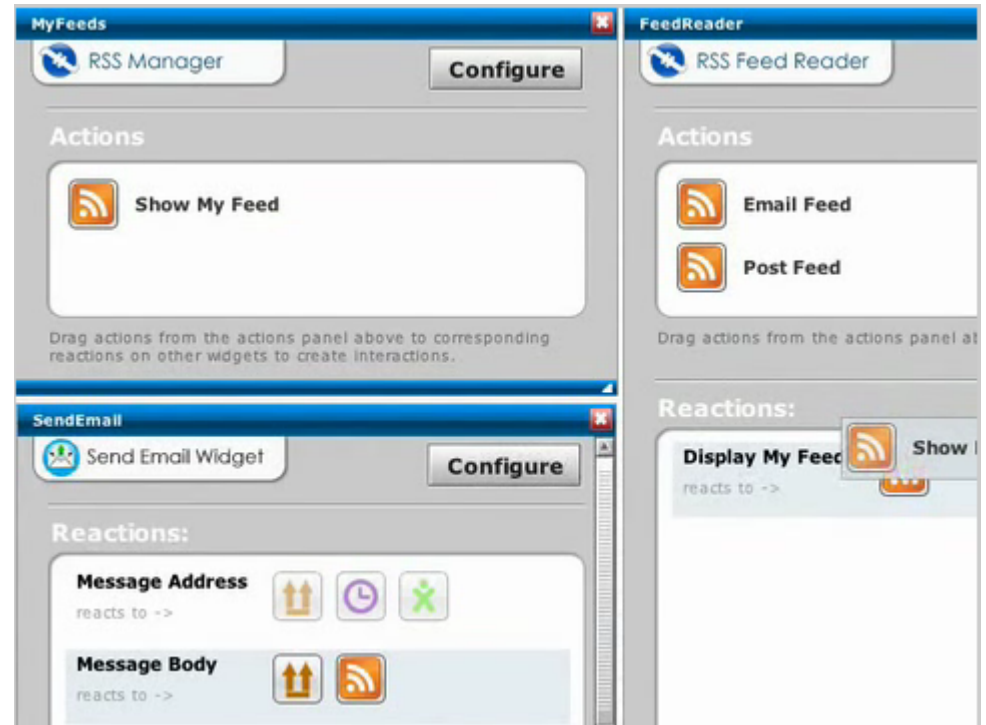 MyFeeds
RSS Manager
Configure
Actions
Show My Feed
Drag actions from the actions panel above to corresponding
reactions on other widgets to create interactions.
SendEmail
Send Email Widget
Configure
Reactions:
Message Address
reacts to ->
Message Body
reacts to ->
FeedReader
RSS Feed Reader
Actions
Email Feed
Post Feed
Drag actions from the actions panel
Reactions:
Display My Feed
reacts to ->
Show